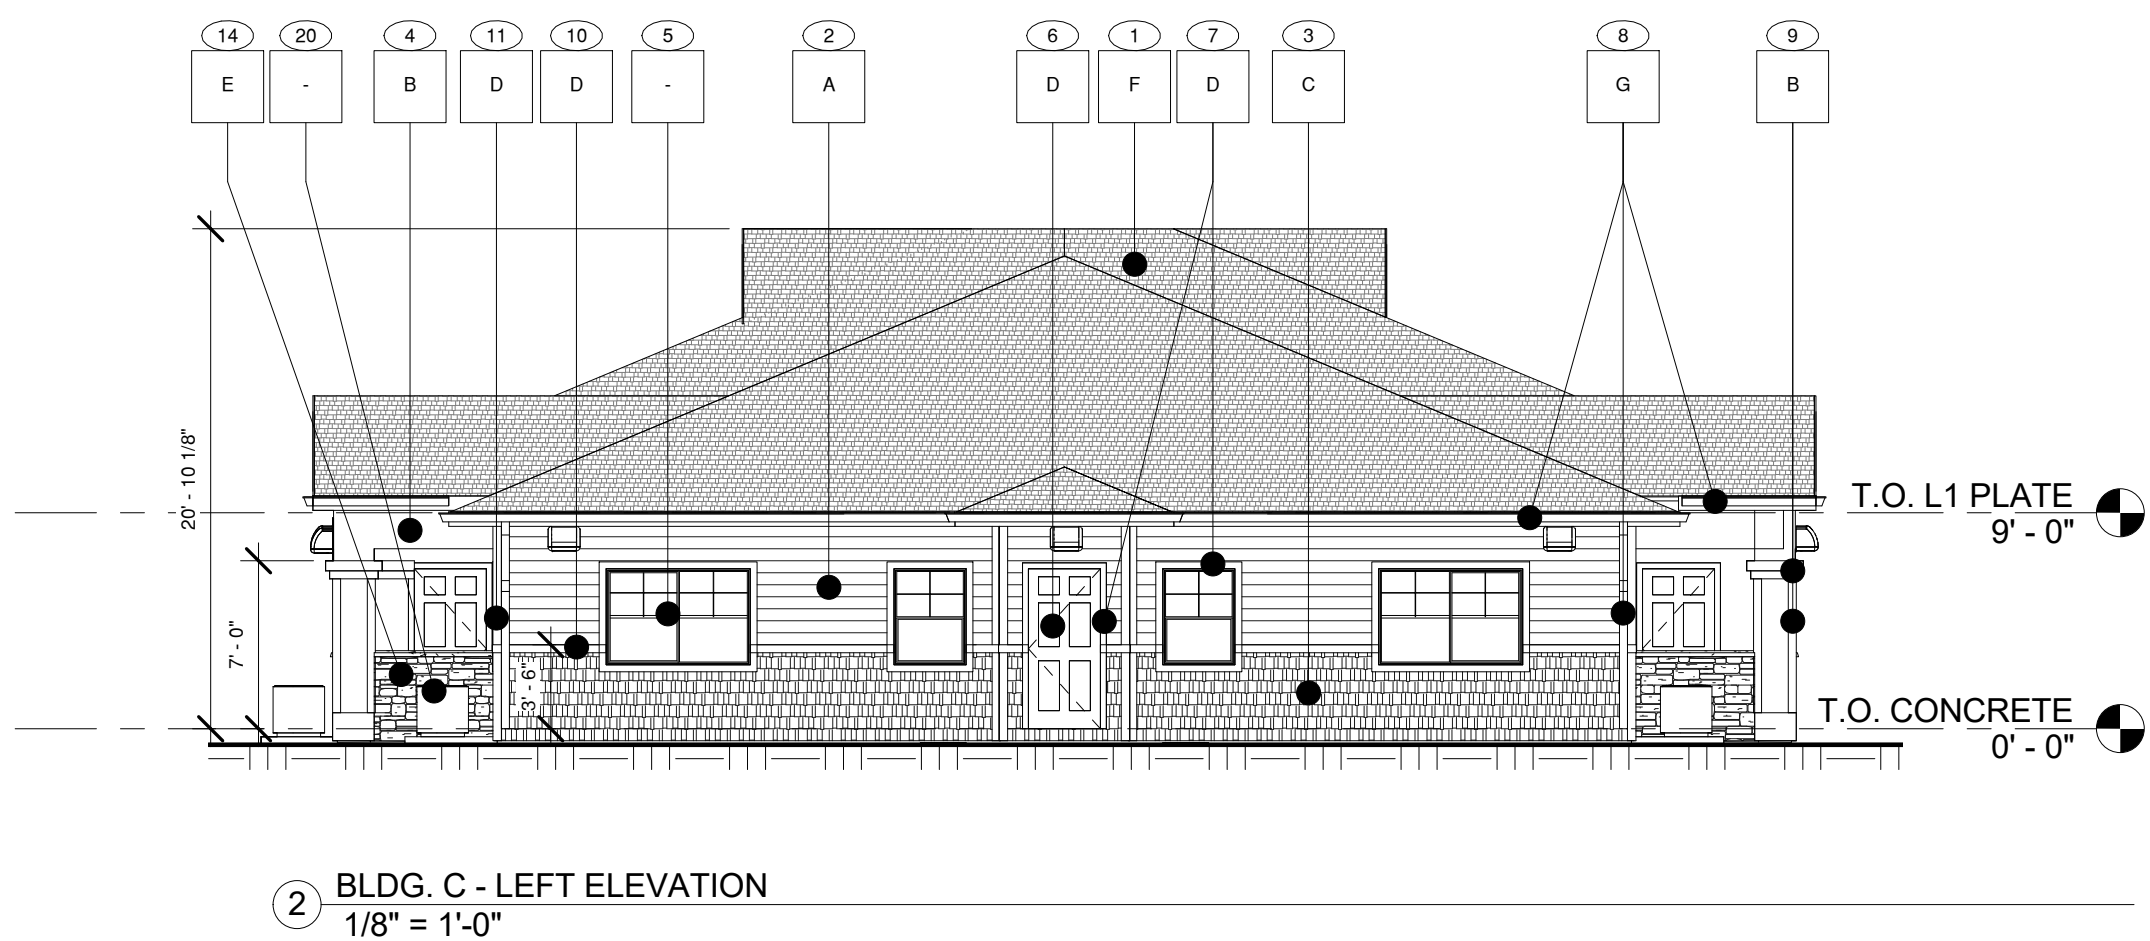 14 20 4 11 10 5 2 6 1 7 3 8 9
E - B D D - A D F D C G B
20' - 10 1/8"
7' - 0"
3' - 6"
T.O. L1 PLATE
9' - 0"
T.O. CONCRETE
0' - 0"
2 BLDG. C - LEFT ELEVATION
1/8" = 1'-0"